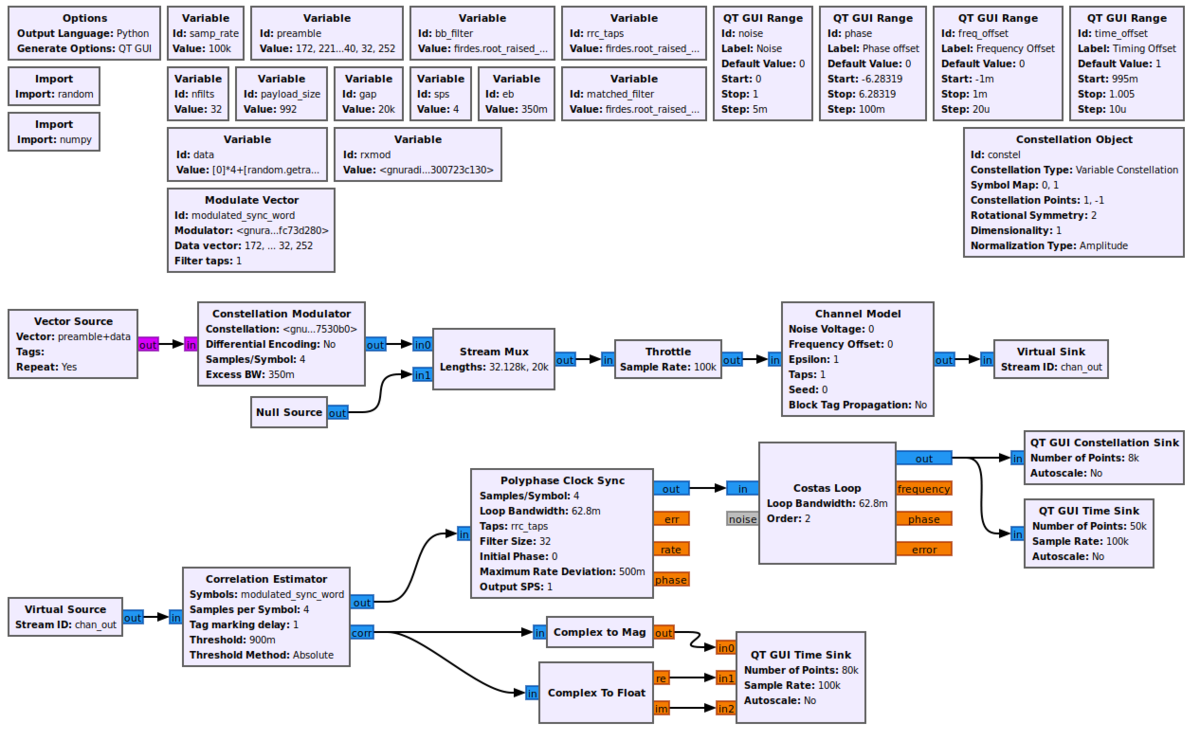 Options
Output Language: Python
Generate Options: QT GUI
Variable
Id: samp_rate
Value: 100k
Variable
Id: preamble
Value: 172, 221...40, 32, 252
Variable
Id: bb_filter
Value: firdes.root_raised_...
Variable
Id: rrc_taps
Value: firdes.root_raised_...
QT GUI Range
Id: noise
Label: Noise
Default Value: 0
Start: 0
Stop: 1
Step: 5m
QT GUI Range
Id: phase
Label: Phase offset
Default Value: 0
Start: -6.28319
Stop: 6.28319
Step: 100m
QT GUI Range
Id: freq_offset
Label: Frequency Offset
Default Value: 0
Start: -1m
Stop: 1m
Step: 20u
QT GUI Range
Id: time_offset
Label: Timing Offset
Default Value: 1
Start: 995m
Stop: 1.005
Step: 10u
Import
Import: random
Variable
Id: nfilts
Value: 32
Variable
Id: payload_size
Value: 992
Variable
Id: gap
Value: 20k
Variable
Id: sps
Value: 4
Variable
Id: eb
Value: 350m
Variable
Id: matched_filter
Value: firdes.root_raised_...
Import
Import: numpy
Variable
Id: data
Value: [0]*4+[random.getra...
Variable
Id: rxmod
Value: <gnuradi...300723c130>
Constellation Object
Id: constel
Constellation Type: Variable Constellation
Symbol Map: 0, 1
Constellation Points: 1, -1
Rotational Symmetry: 2
Dimensionality: 1
Normalization Type: Amplitude
Modulate Vector
Id: modulated_sync_word
Modulator: <gnura...fc73d280>
Data vector: 172, ... 32, 252
Filter taps: 1
Vector Source
Vector: preamble+data
Tags:
Repeat: Yes
out
in
Constellation Modulator
Constellation: <gnu...7530b0>
Differential Encoding: No
Samples/Symbol: 4
Excess BW: 350m
out
Null Source
out
in0
in1
Stream Mux
Lengths: 32.128k, 20k
out
in
Throttle
Sample Rate: 100k
out
in
Channel Model
Noise Voltage: 0
Frequency Offset: 0
Epsilon: 1
Taps: 1
Seed: 0
Block Tag Propagation: No
out
in
Virtual Sink
Stream ID: chan_out
Virtual Source
Stream ID: chan_out
out
in
Correlation Estimator
Symbols: modulated_sync_word
Samples per Symbol: 4
Tag marking delay: 1
Threshold: 900m
Threshold Method: Absolute
out
corr
in
Polyphase Clock Sync
Samples/Symbol: 4
Loop Bandwidth: 62.8m
Taps: rrc_taps
Filter Size: 32
Initial Phase: 0
Maximum Rate Deviation: 500m
Output SPS: 1
out
err
rate
phase
in
noise
Costas Loop
Loop Bandwidth: 62.8m
Order: 2
out
frequency
phase
error
in
QT GUI Constellation Sink
Number of Points: 8k
Autoscale: No
in
QT GUI Time Sink
Number of Points: 50k
Sample Rate: 100k
Autoscale: No
in
Complex to Mag
out
in
Complex To Float
re
im
in0
in1
in2
QT GUI Time Sink
Number of Points: 80k
Sample Rate: 100k
Autoscale: No